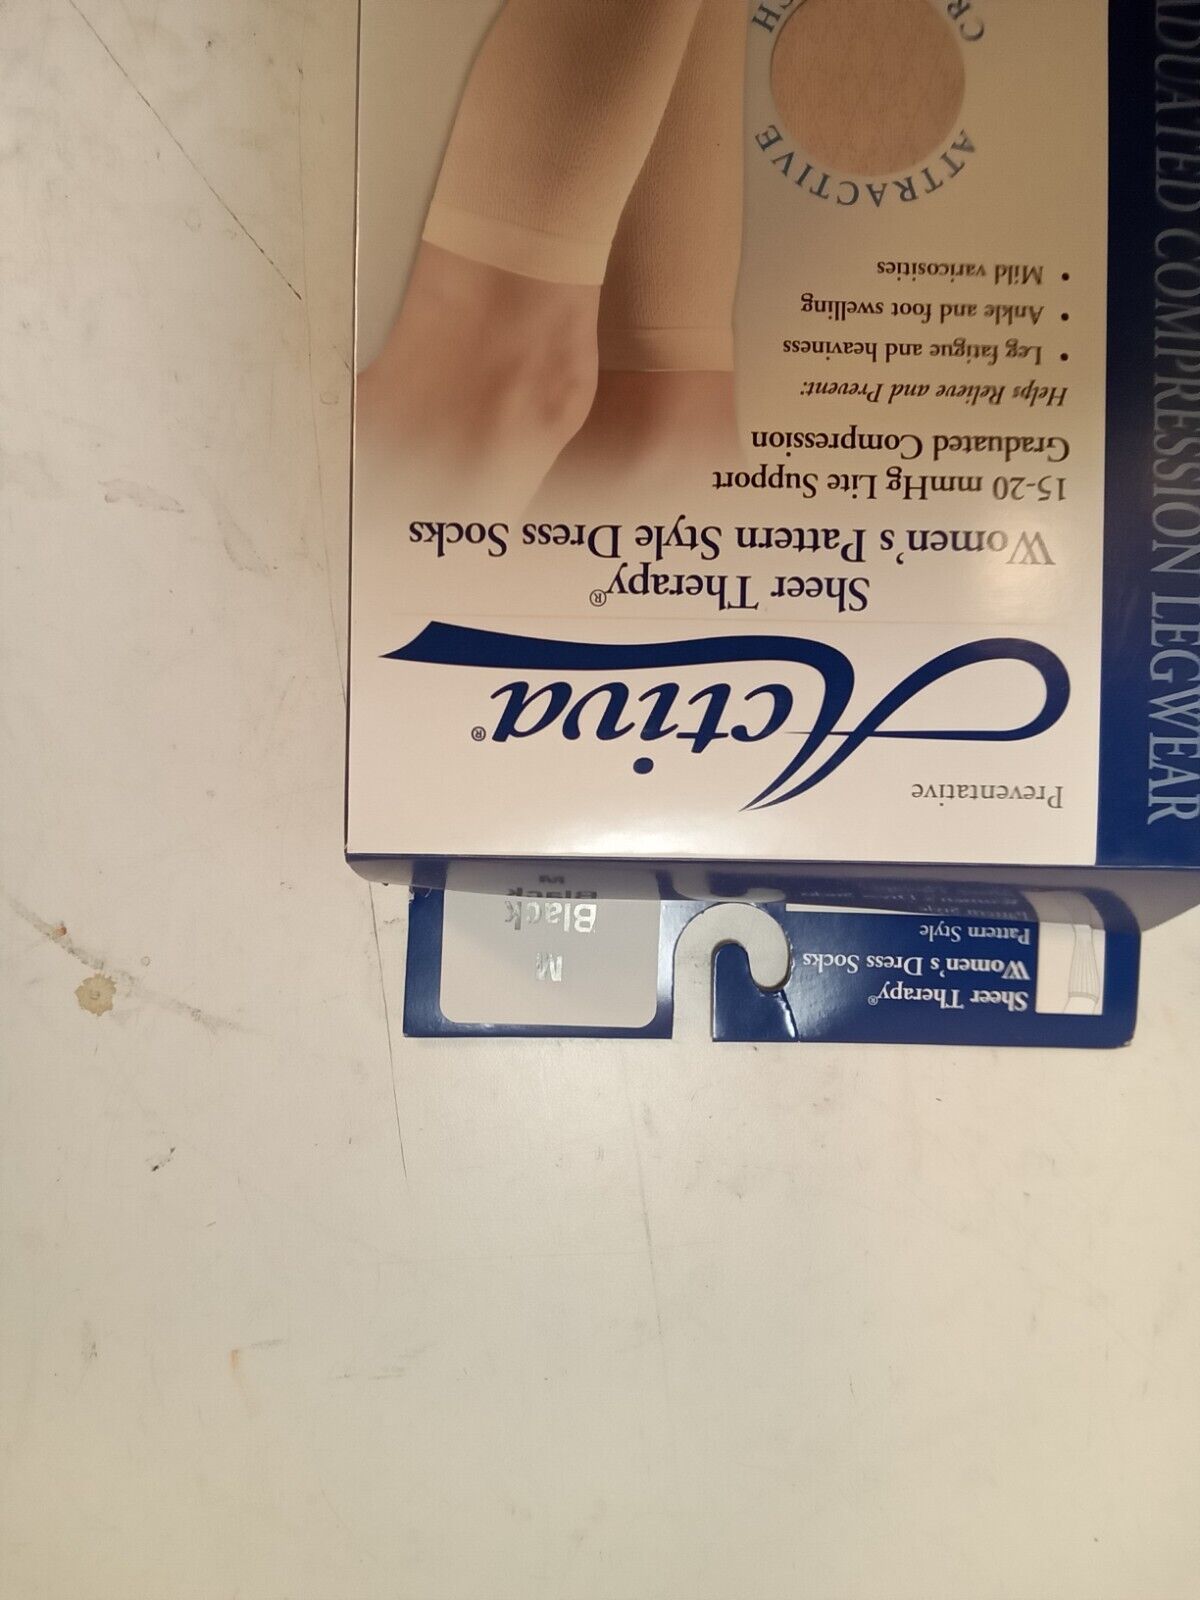 Sheer Therapy®
Women's Dress Socks
Pattern Style
M
Black
Preventative
Activa®
Sheer Therapy®
Women's Pattern Style Dress Socks
15-20 mmHg Lite Support
Graduated Compression
Helps Relieve and Prevent:
• Leg fatigue and heaviness
• Ankle and foot swelling
• Mild varicosities
ATTRACTIVE
COMPRESSION LEGWEAR